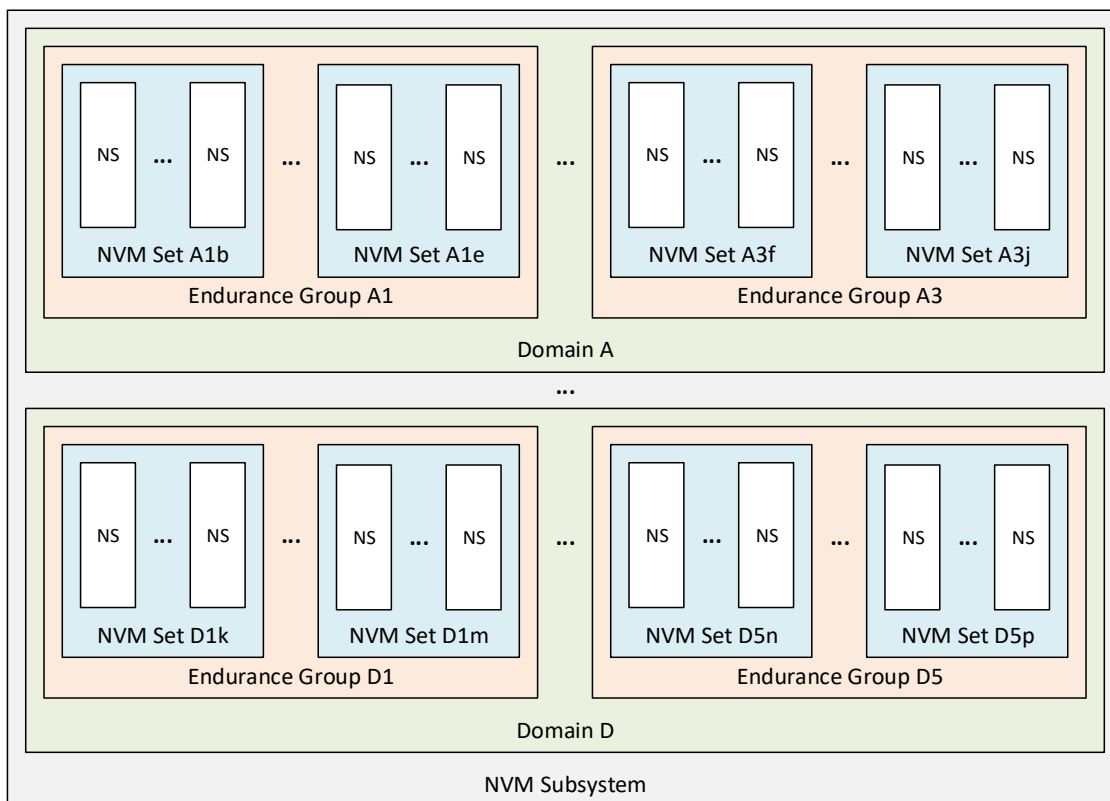 NS ... NS ... NS ... NS ... NS ... NS ... NS ... NS
NVM Set A1b NVM Set A1e NVM Set A3f NVM Set A3j
Endurance Group A1 Endurance Group A3
Domain A
...
NS ... NS ... NS ... NS ... NS ... NS ... NS ... NS
NVM Set D1k NVM Set D1m NVM Set D5n NVM Set D5p
Endurance Group D1 Endurance Group D5
Domain D
NVM Subsystem